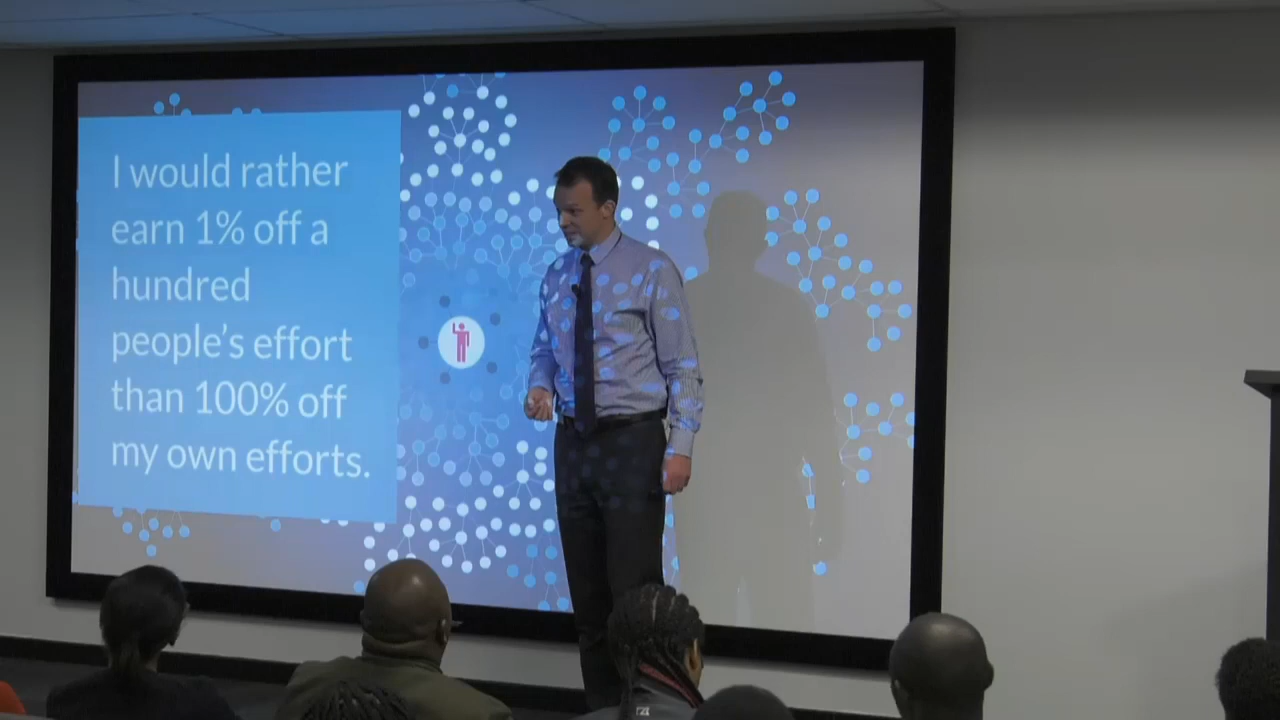 I would rather
earn 1% off a
hundred
people's effort
than 100% off
my own efforts.